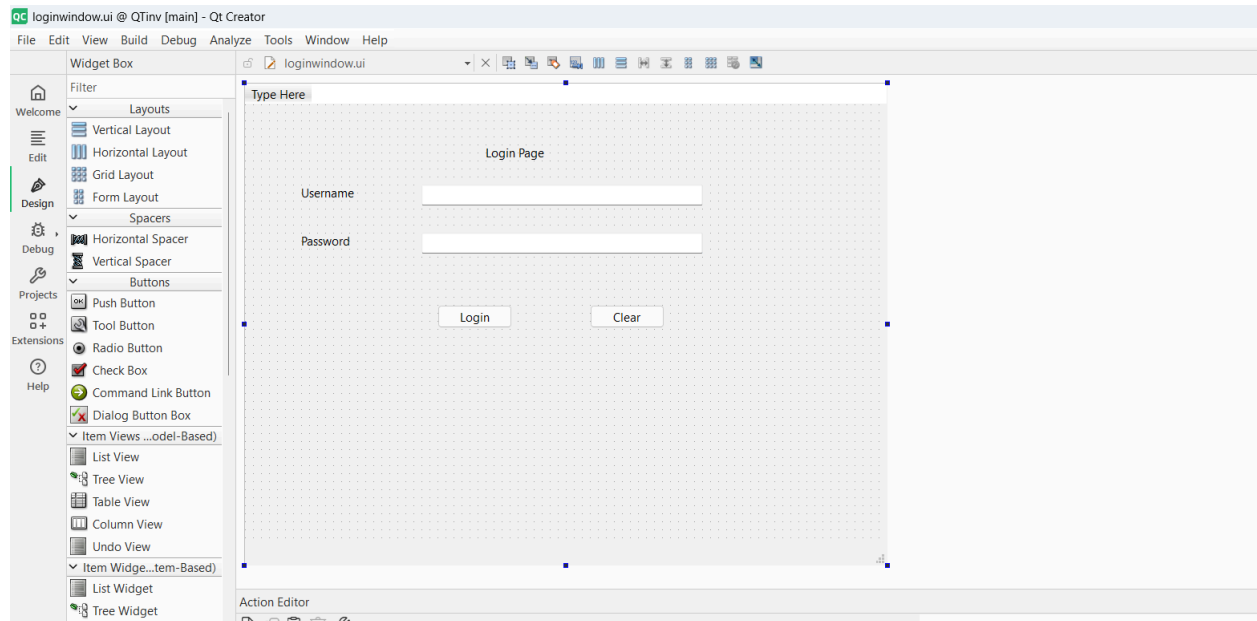 QC loginwindow.ui @ QTinv [main] - Qt Creator
File Edit View Build Debug Analyze Tools Window Help
Widget Box
loginwindow.ui
Filter
Welcome
Edit
Design
Debug
Projects
Extensions
Help
Layouts
Vertical Layout
Horizontal Layout
Grid Layout
Form Layout
Spacers
Horizontal Spacer
Vertical Spacer
Buttons
OK Push Button
Tool Button
Radio Button
Check Box
Command Link Button
Dialog Button Box
Item Views ...odel-Based)
List View
Tree View
Table View
Column View
Undo View
Item Widge...tem-Based)
List Widget
Tree Widget
Type Here
Login Page
Username
Password
Login Clear
Action Editor